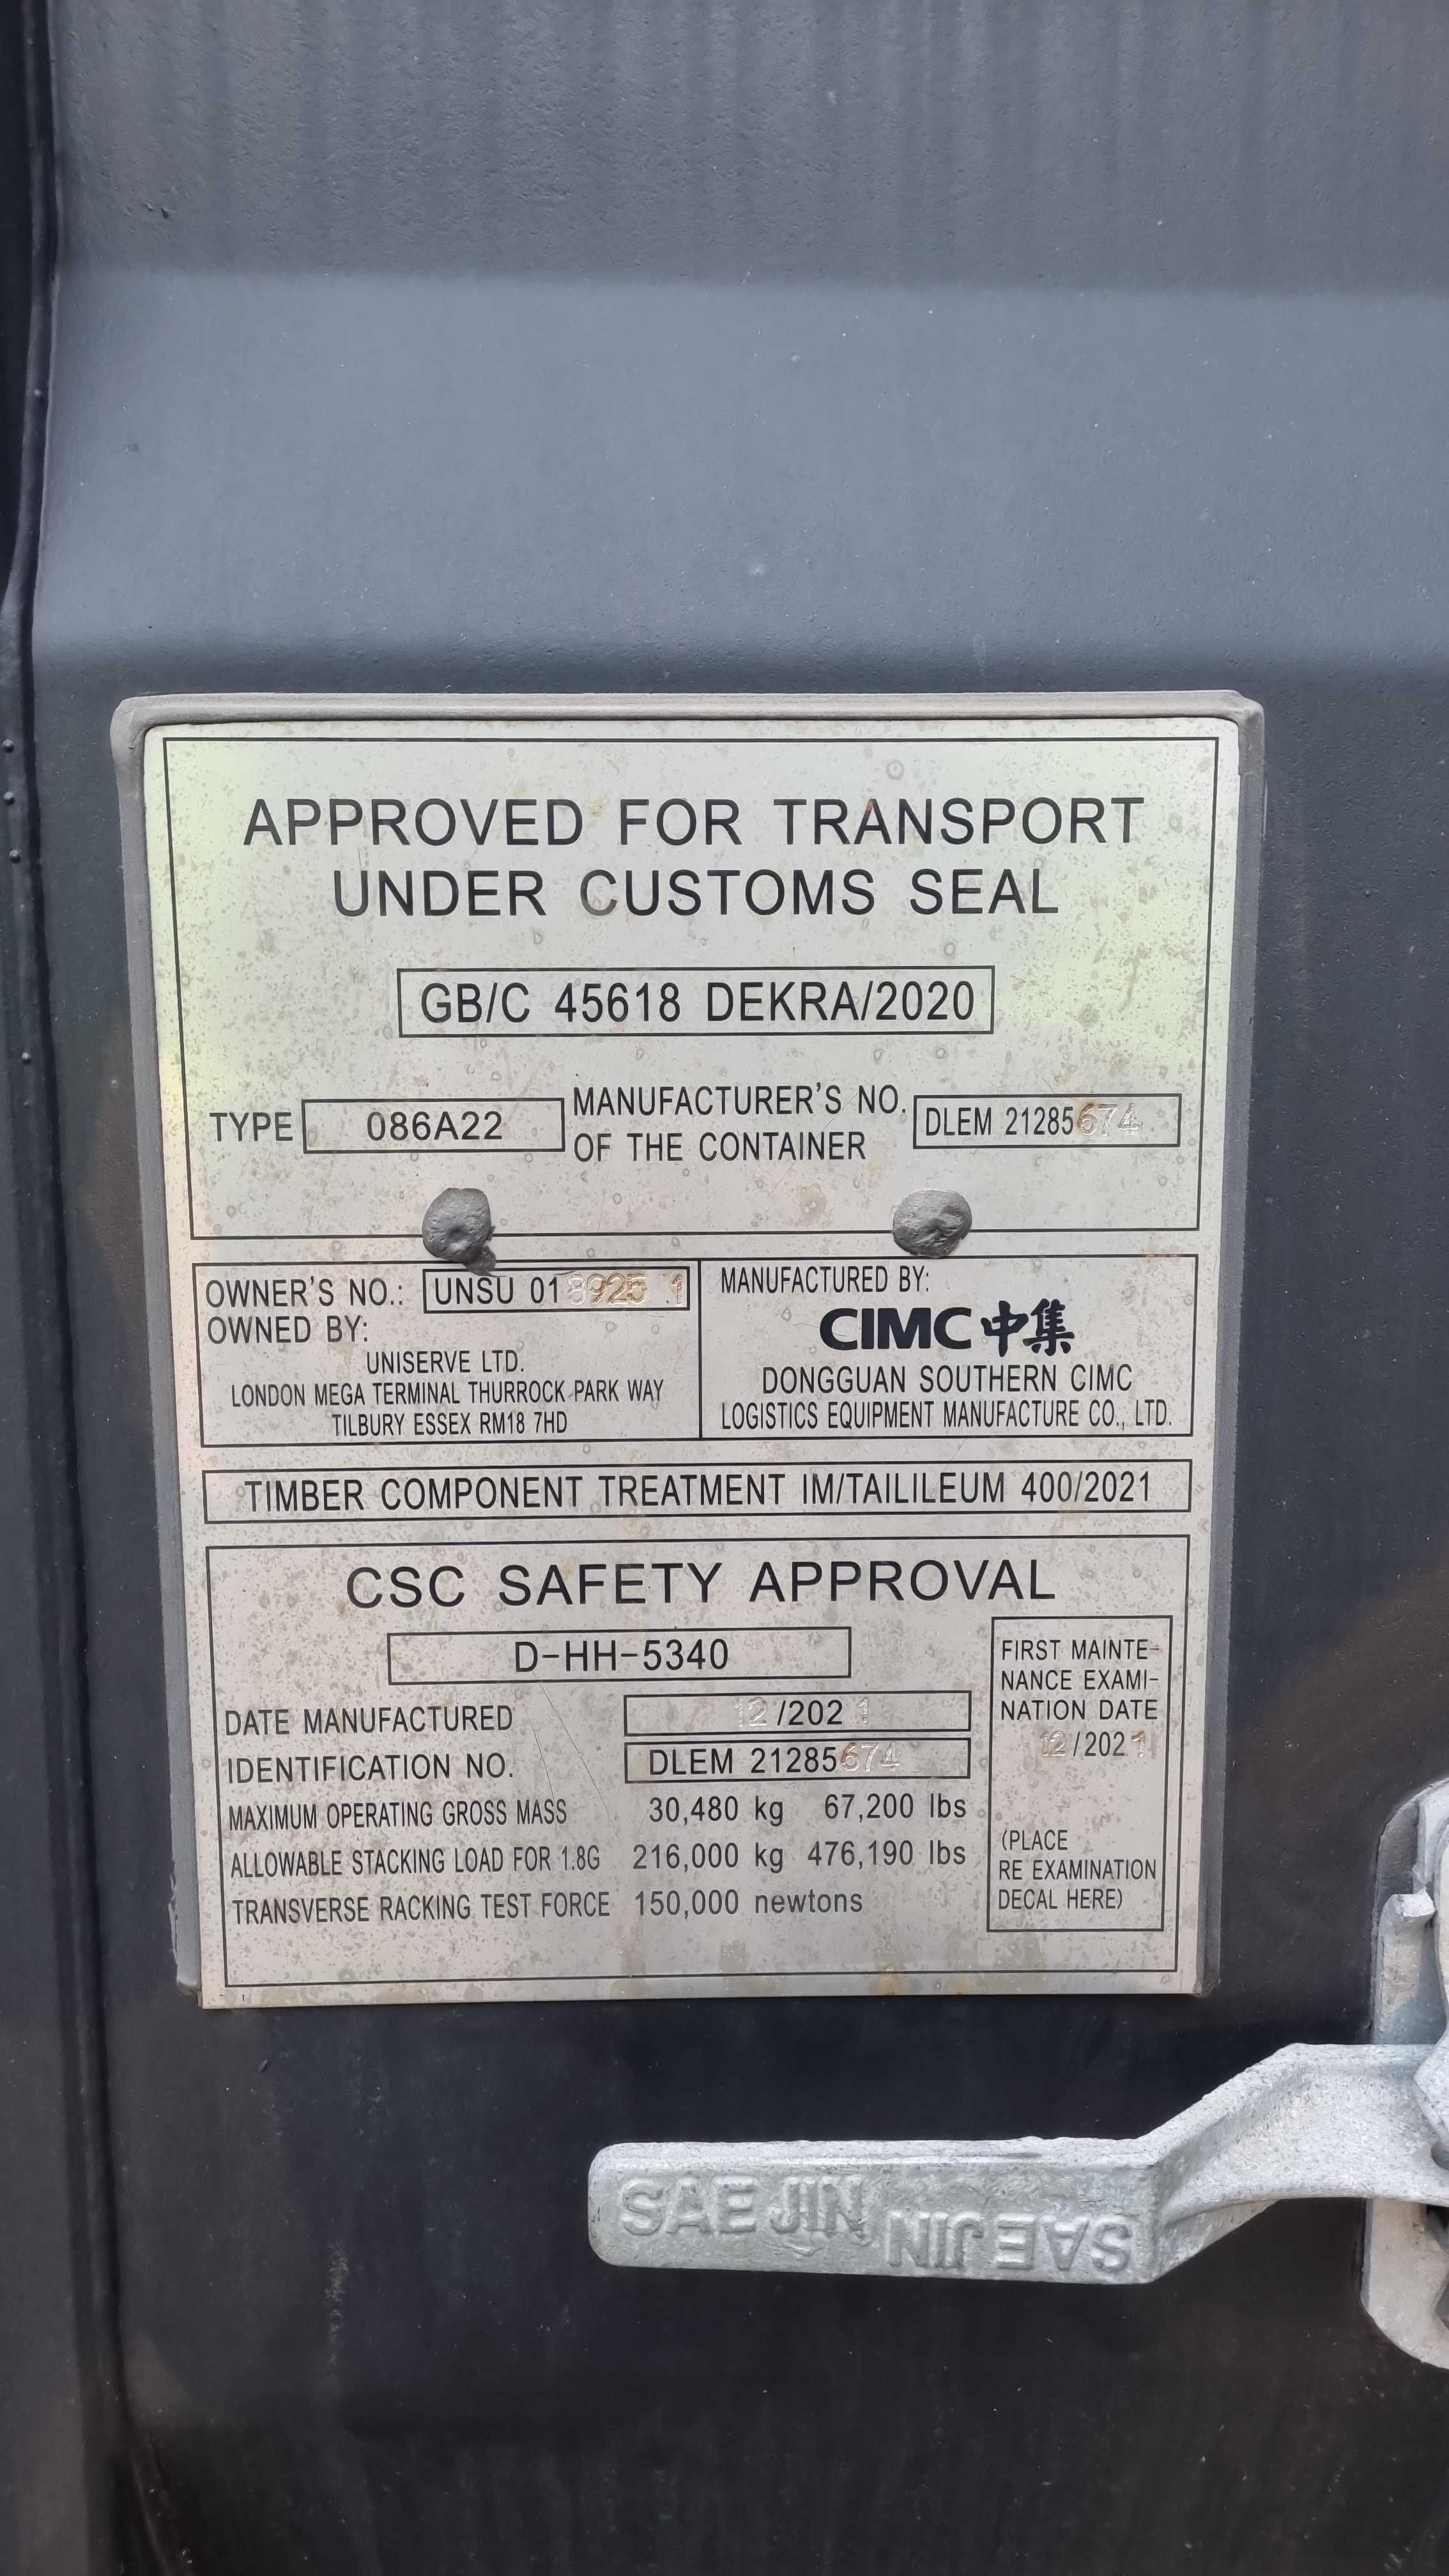 APPROVED FOR TRANSPORT
UNDER CUSTOMS SEAL
GB/C 45618 DEKRA/2020
TYPE 086A22
MANUFACTURER'S NO.
OF THE CONTAINER
DLEM 21285674
OWNER'S NO.: UNSU 018925 1
OWNED BY:
UNISERVE LTD.
LONDON MEGA TERMINAL THURROCK PARK WAY
TILBURY ESSEX RM18 7HD
MANUFACTURED BY:
CIMC中集
DONGGUAN SOUTHERN CIMC
LOGISTICS EQUIPMENT MANUFACTURE CO., LTD.
TIMBER COMPONENT TREATMENT IM/TAILILEUM 400/2021
CSC SAFETY APPROVAL
D-HH-5340
DATE MANUFACTURED 12/2021
IDENTIFICATION NO. DLEM 21285674
MAXIMUM OPERATING GROSS MASS 30,480 kg 67,200 lbs
ALLOWABLE STACKING LOAD FOR 1.8G 216,000 kg 476,190 lbs
TRANSVERSE RACKING TEST FORCE 150,000 newtons
FIRST MAINTE-
NANCE EXAMI-
NATION DATE
12/2021
(PLACE
RE EXAMINATION
DECAL HERE)
SAE JIN
SAE JIN